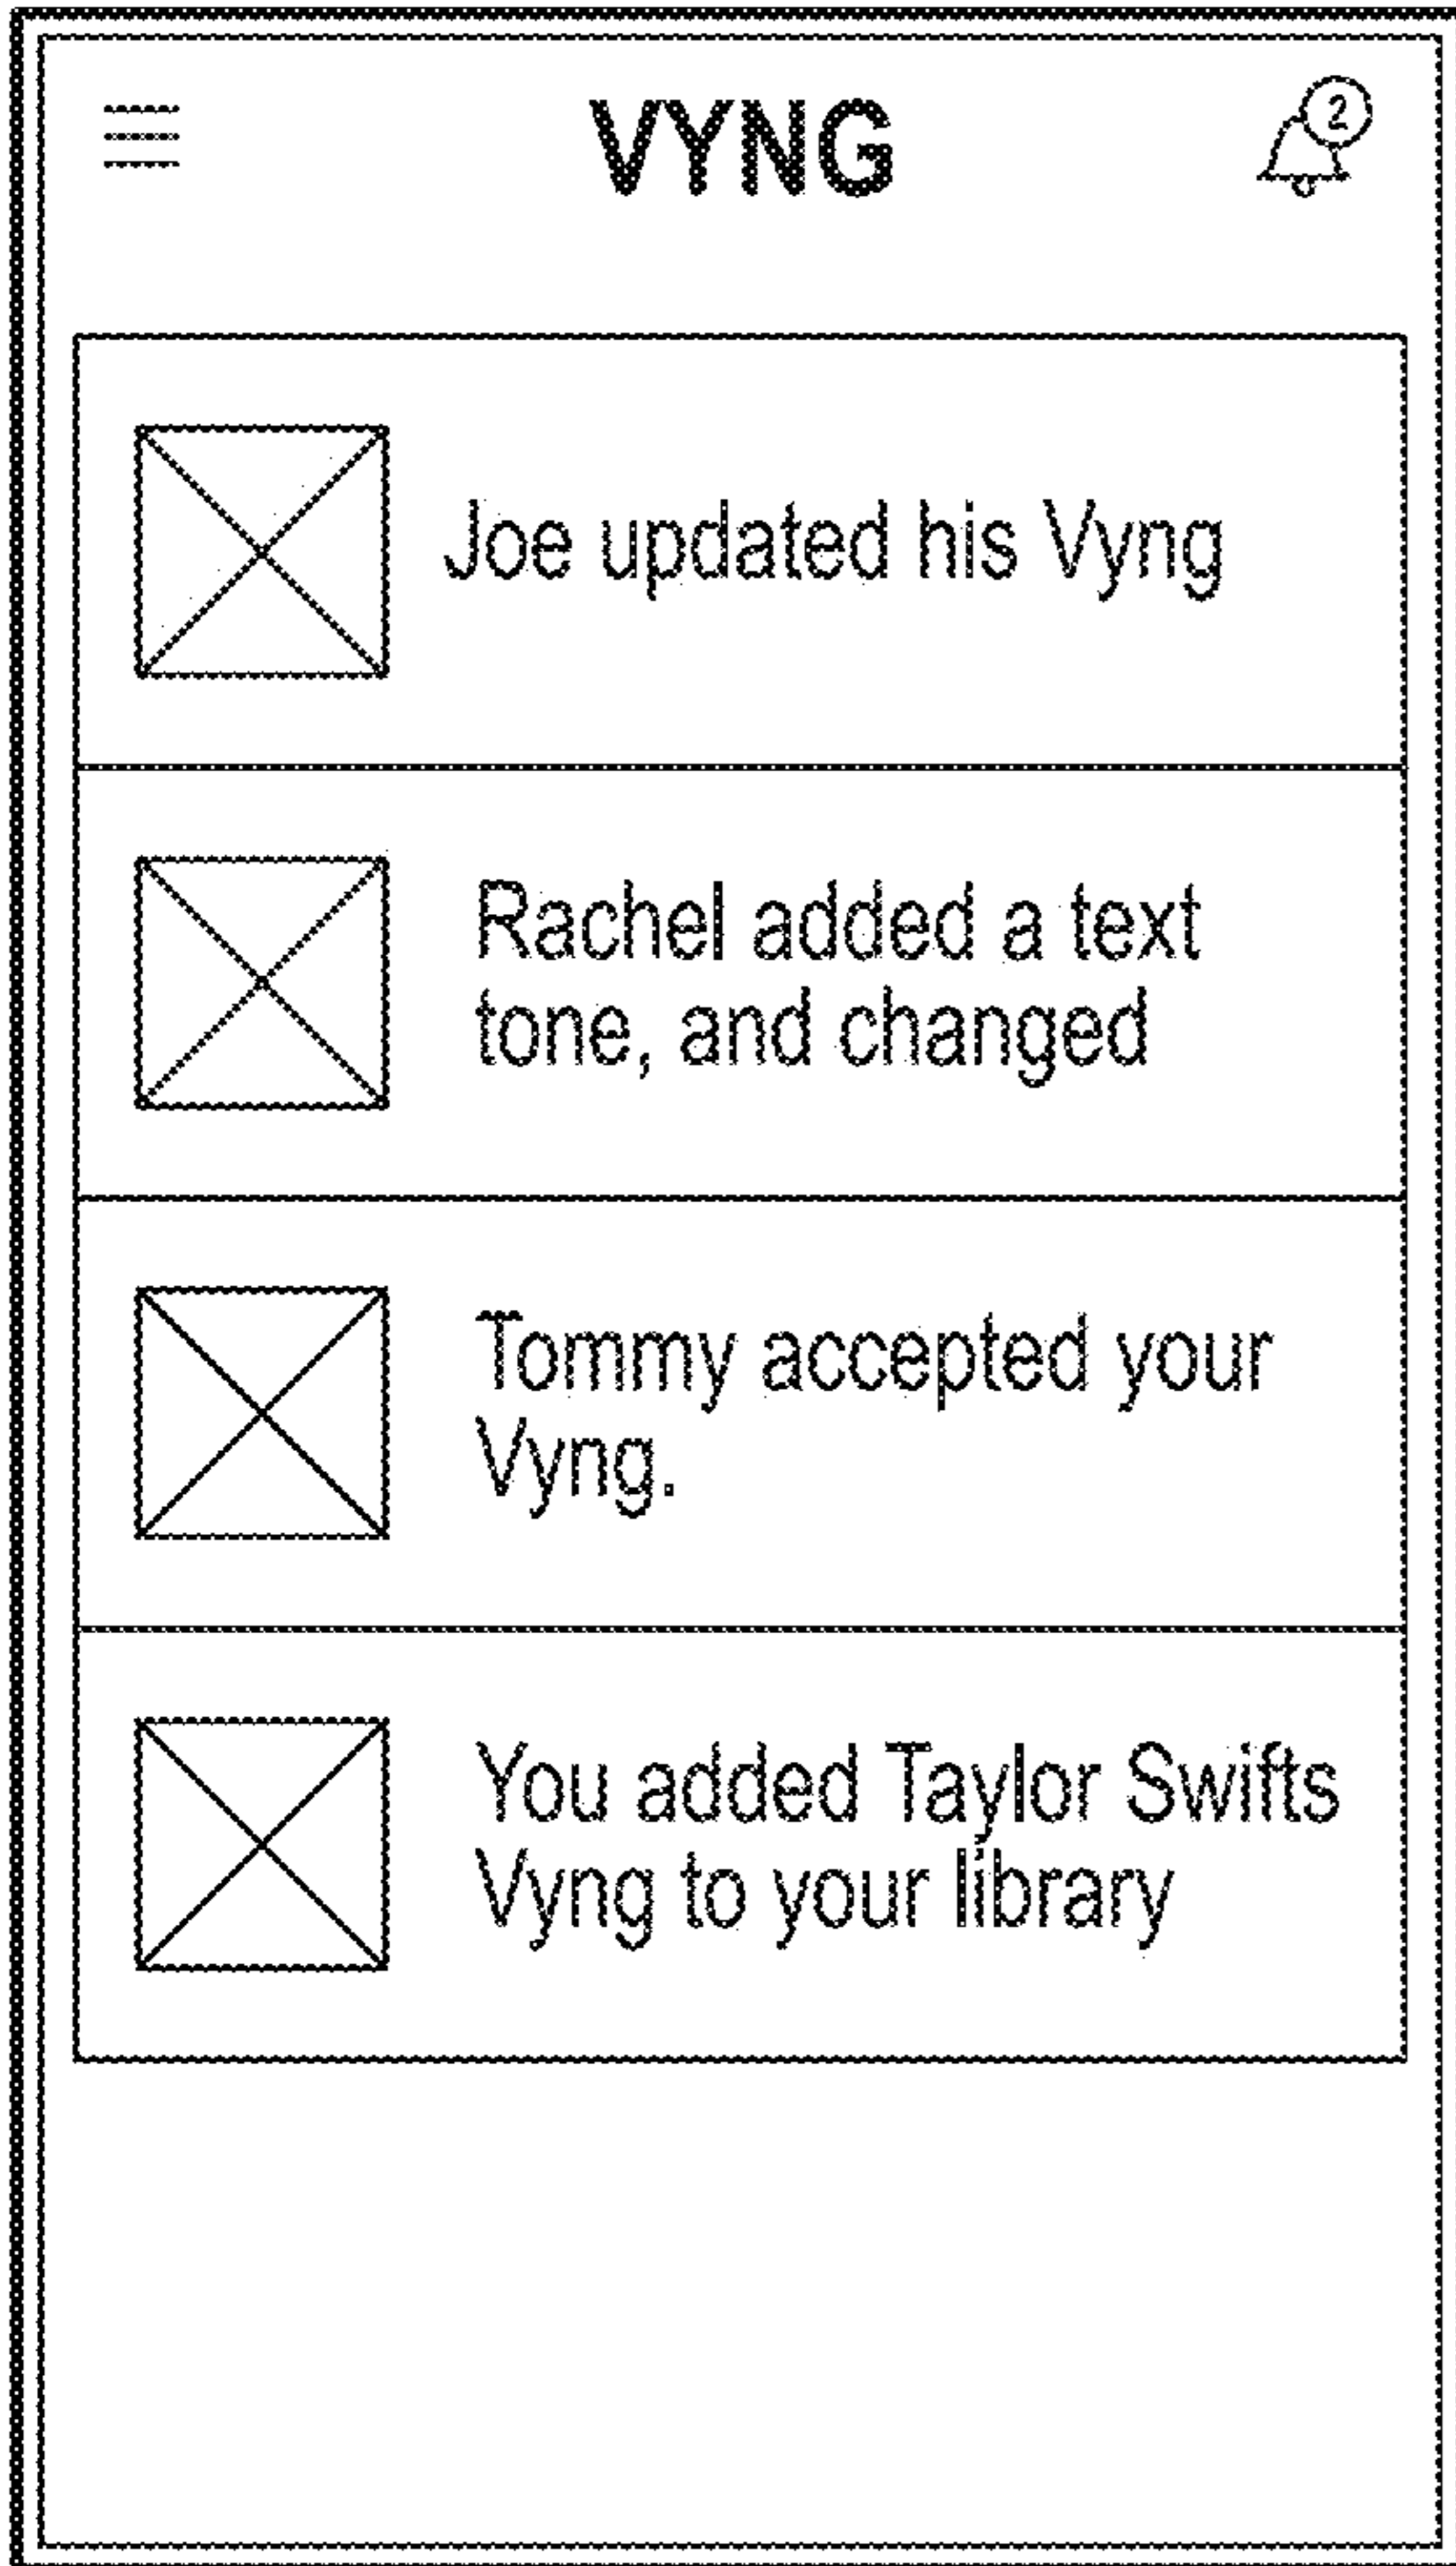 VYNG
2
Joe updated his Vyng
Rachel added a text
tone, and changed
Tommy accepted your
Vyng.
You added Taylor Swifts
Vyng to your library